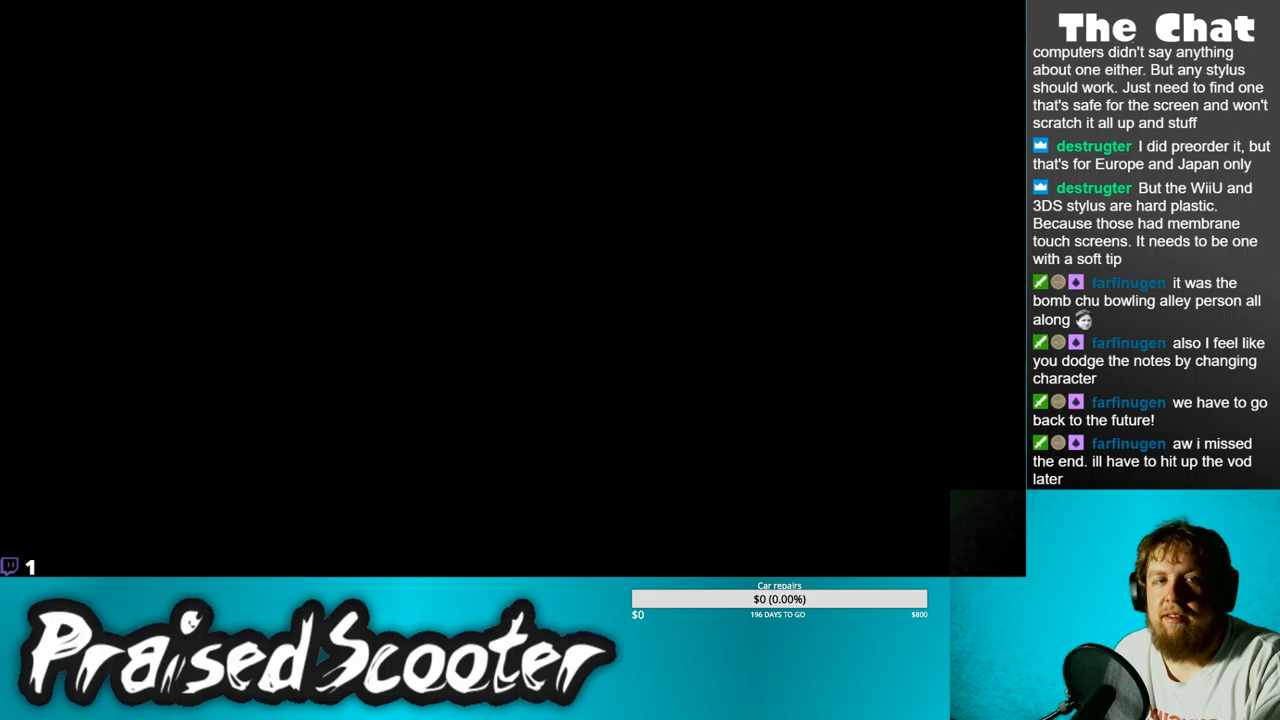 The Chat
computers didn't say anything
about one either. But any stylus
should work. Just need to find one
that's safe for the screen and won't
scratch it all up and stuff
destrugter I did preorder it, but
that's for Europe and Japan only
destrugter But the WiiU and
3DS stylus are hard plastic.
Because those had membrane
touch screens. It needs to be one
with a soft tip
farfinugen it was the
bomb chu bowling alley person all
along
farfinugen also I feel like
you dodge the notes by changing
character
farfinugen we have to go
back to the future!
farfinugen aw i missed
the end. ill have to hit up the vod
later
1
Car repairs
$0 (0.00%)
$0 196 DAYS TO GO $800
PraisedScooter